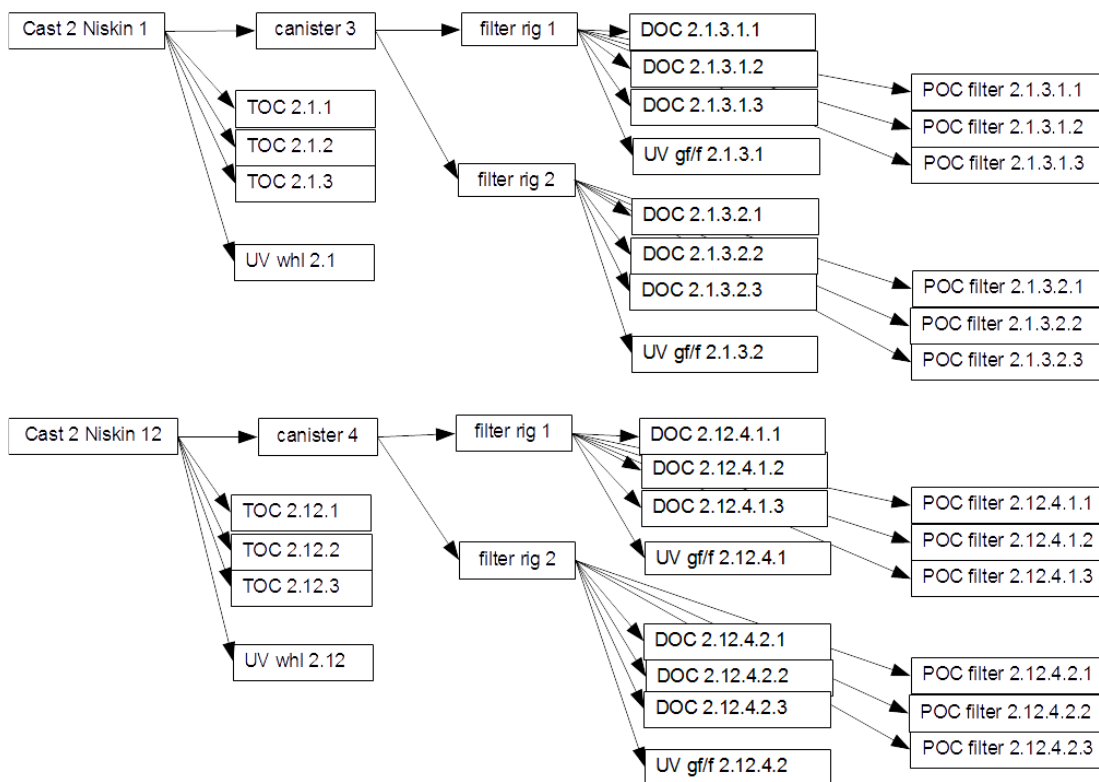 Cast 2 Niskin 1
canister 3
filter rig 1
DOC 2.1.3.1.1
DOC 2.1.3.1.2
DOC 2.1.3.1.3
UV gf/f 2.1.3.1
POC filter 2.1.3.1.1
POC filter 2.1.3.1.2
POC filter 2.1.3.1.3
TOC 2.1.1
TOC 2.1.2
TOC 2.1.3
UV whl 2.1
filter rig 2
DOC 2.1.3.2.1
DOC 2.1.3.2.2
DOC 2.1.3.2.3
UV gf/f 2.1.3.2
POC filter 2.1.3.2.1
POC filter 2.1.3.2.2
POC filter 2.1.3.2.3
Cast 2 Niskin 12
canister 4
filter rig 1
DOC 2.12.4.1.1
DOC 2.12.4.1.2
DOC 2.12.4.1.3
UV gf/f 2.12.4.1
POC filter 2.12.4.1.1
POC filter 2.12.4.1.2
POC filter 2.12.4.1.3
TOC 2.12.1
TOC 2.12.2
TOC 2.12.3
UV whl 2.12
filter rig 2
DOC 2.12.4.2.1
DOC 2.12.4.2.2
DOC 2.12.4.2.3
UV gf/f 2.12.4.2
POC filter 2.12.4.2.1
POC filter 2.12.4.2.2
POC filter 2.12.4.2.3